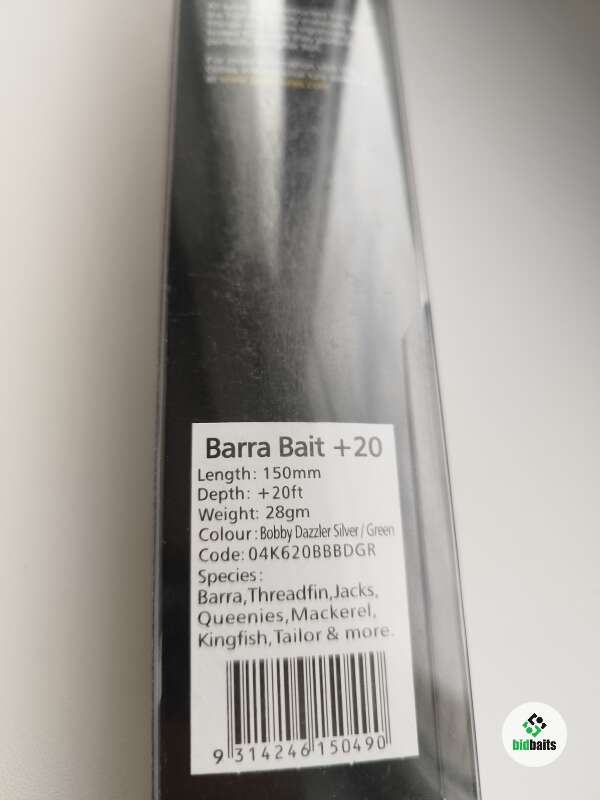 Barra Bait +20
Length: 150mm
Depth: +20ft
Weight: 28gm
Colour: Bobby Dazzler Silver / Green
Code: 04K620BBBDGR
Species:
Barra,Threadfin,Jacks,
Queenies,Mackerel,
Kingfish,Tailor & more.
9 314246 150490
bidbaits